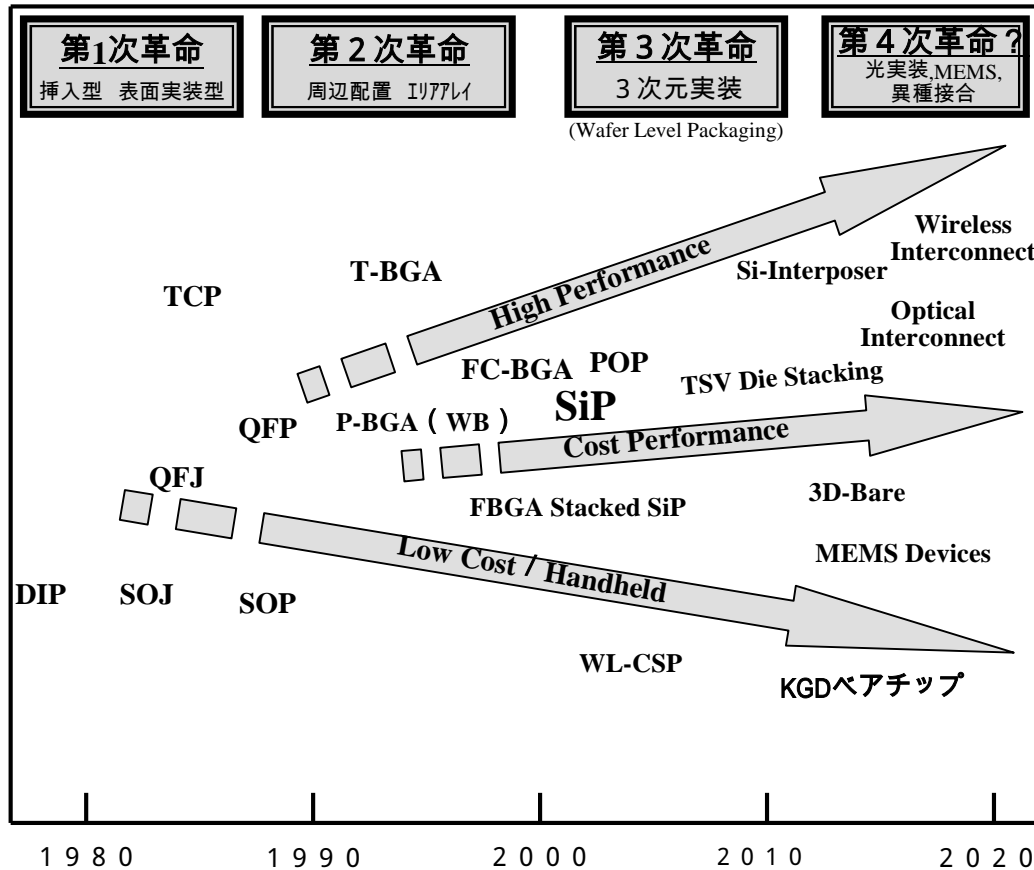 第1次革命
挿入型 表面実装型
第２次革命
周辺配置 ｴﾘｱｱﾚｲ
第３次革命
３次元実装
(Wafer Level Packaging)
第４次革命？
光実装,MEMS,
異種接合
Wireless
Interconnect
T-BGA
High Performance
Si-Interposer
TCP
Optical
Interconnect
FC-BGA
POP
TSV Die Stacking
SiP
QFP
P-BGA（WB）
Cost Performance
QFJ
3D-Bare
FBGA Stacked SiP
Low Cost / Handheld
MEMS Devices
DIP
SOJ
SOP
WL-CSP
KGDベアチップ
１９８０
１９９０
２０００
２０１０
２０２０